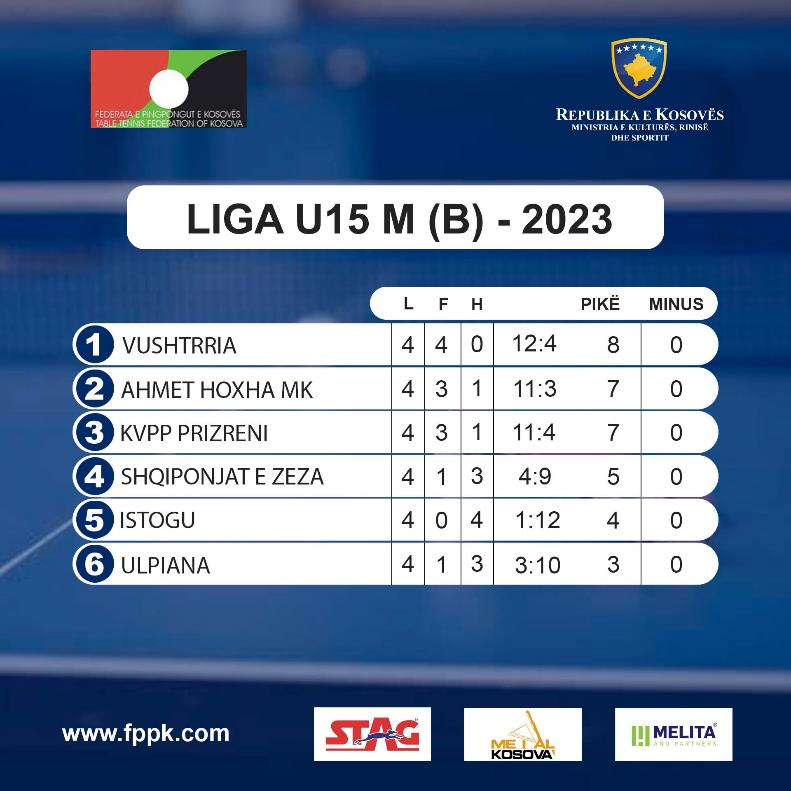 FEDERATA E PINGPONGUT E KOSOVËS
TABLE TENNIS FEDERATION OF KOSOVA
REPUBLIKA E KOSOVËS
MINISTRIA E KULTURËS, RINISË
DHE SPORTIT
LIGA U15 M (B) - 2023
L F H PIKË MINUS
1 VUSHTRRIA 4 4 0 12:4 8 0
2 AHMET HOXHA MK 4 3 1 11:3 7 0
3 KVPP PRIZRENI 4 3 1 11:4 7 0
4 SHQIPONJAT E ZEZA 4 1 3 4:9 5 0
5 ISTOGU 4 0 4 1:12 4 0
6 ULPIANA 4 1 3 3:10 3 0
www.fppk.com
STAG
METAL
KOSOVA
MELITA
AND PARTNERS